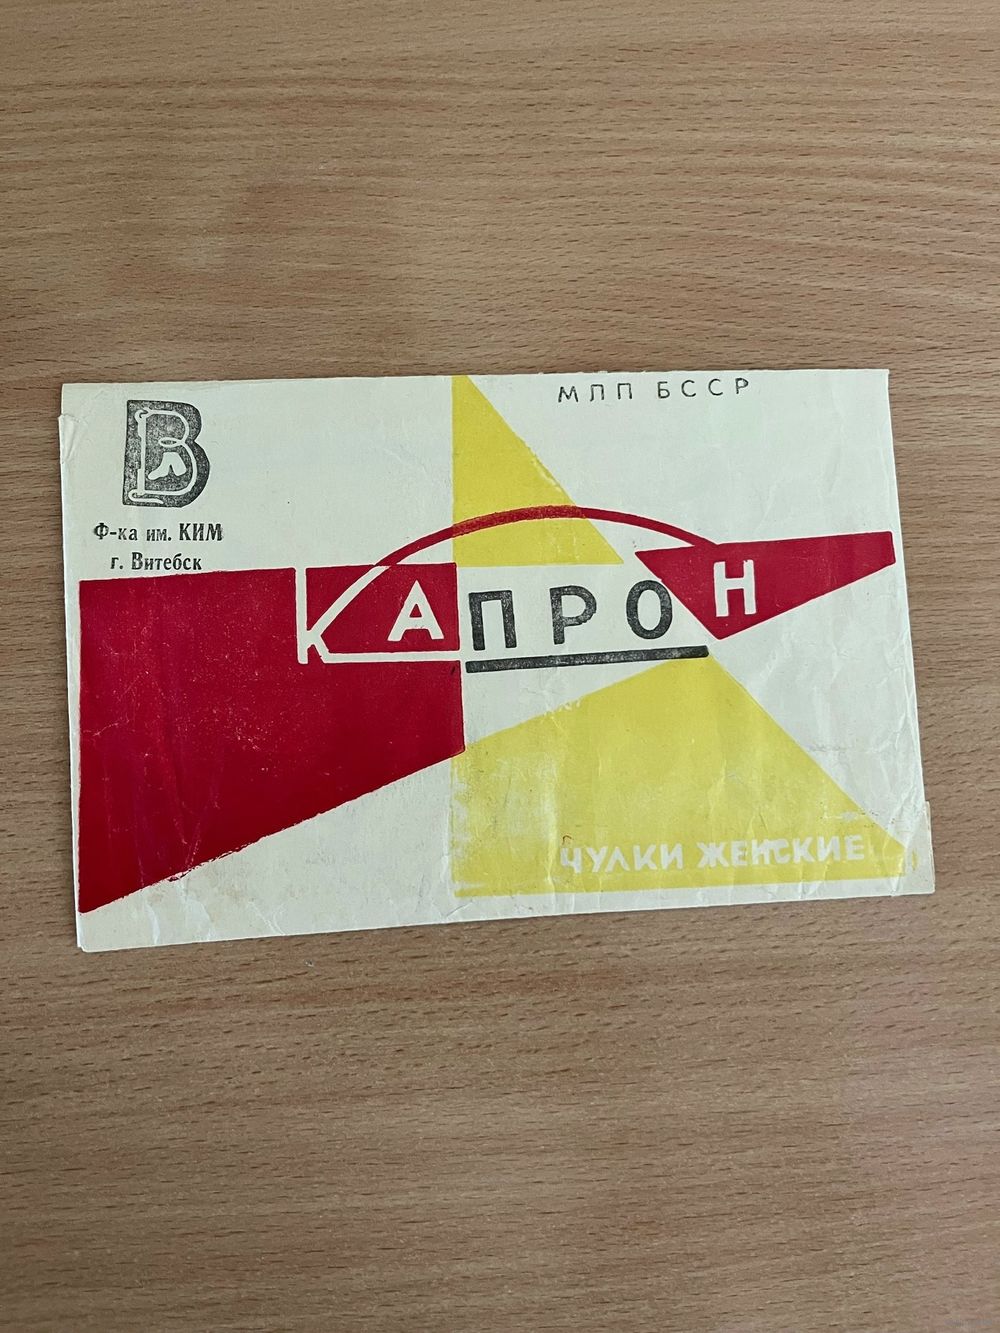 МЛП БССР
В
Ф-ка им. КИМ
г. Витебск
КАПРОН
ЧУЛКИ ЖЕНСКИЕ